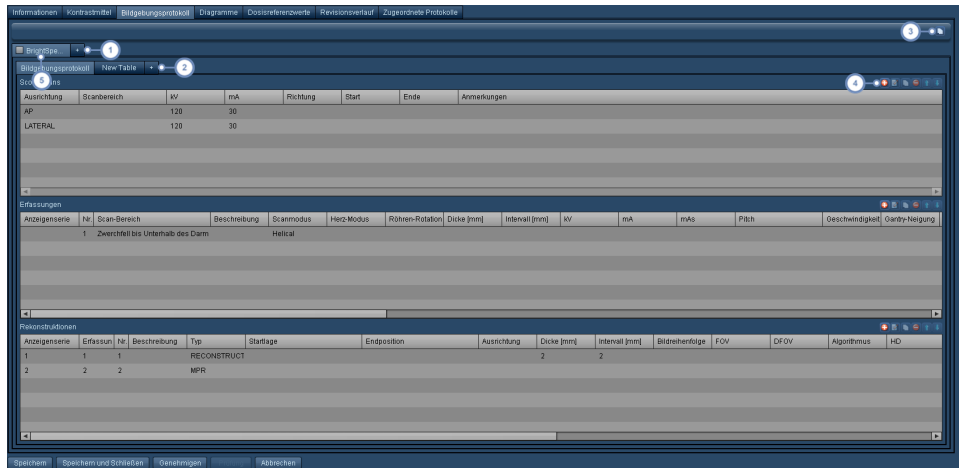 Informationen Kontrastmittel Bildgebungsprotokoll Diagramme Dosisreferenzwerte Revisionsverlauf Zugeordnete Protokolle
3
BrightSpe... + 1
Bildgebungsprotokoll New Table + 2
5 4
Ausrichtung Scanbereich kV mA Richtung Start Ende Anmerkungen
AP 120 30
LATERAL 120 30
Erfassungen
Anzeigenserie Nr. Scan-Bereich Beschreibung Scanmodus Herz-Modus Röhren-Rotation Dicke [mm] Intervall [mm] kV mA mAs Pitch Geschwindigkeit Gantry-Neigung
1 Zwerchfell bis Unterhalb des Darm Helical
Rekonstruktionen
Anzeigenserie Erfassun Nr. Beschreibung Typ Startlage Endposition Ausrichtung Dicke [mm] Intervall [mm] Bildreihenfolge FOV DFOV Algorithmus HD
1 1 1 RECONSTRUCT 2 2
2 2 2 MPR
Speichern Speichern und Schließen Genehmigen Abbrechen